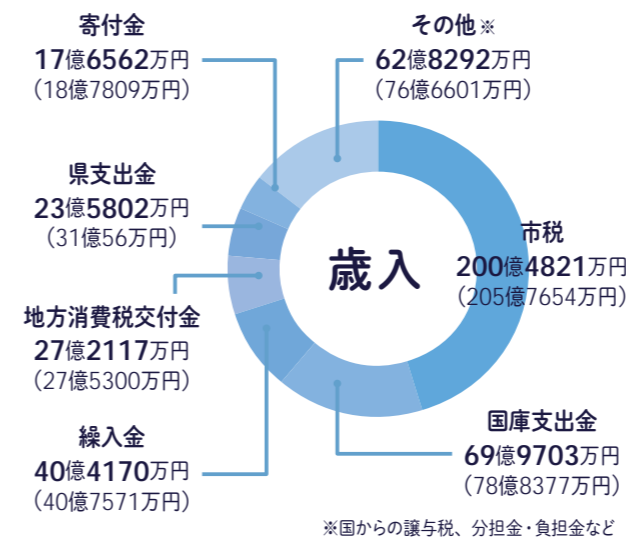 寄付金
17億6562万円
（18億7809万円）
その他※
62億8292万円
（76億6601万円）
県支出金
23億5802万円
（31億56万円）
歳入
市税
200億4821万円
（205億7654万円）
地方消費税交付金
27億2117万円
（27億5300万円）
繰入金
40億4170万円
（40億7571万円）
国庫支出金
69億9703万円
（78億8377万円）
※国からの譲与税、分担金・負担金など